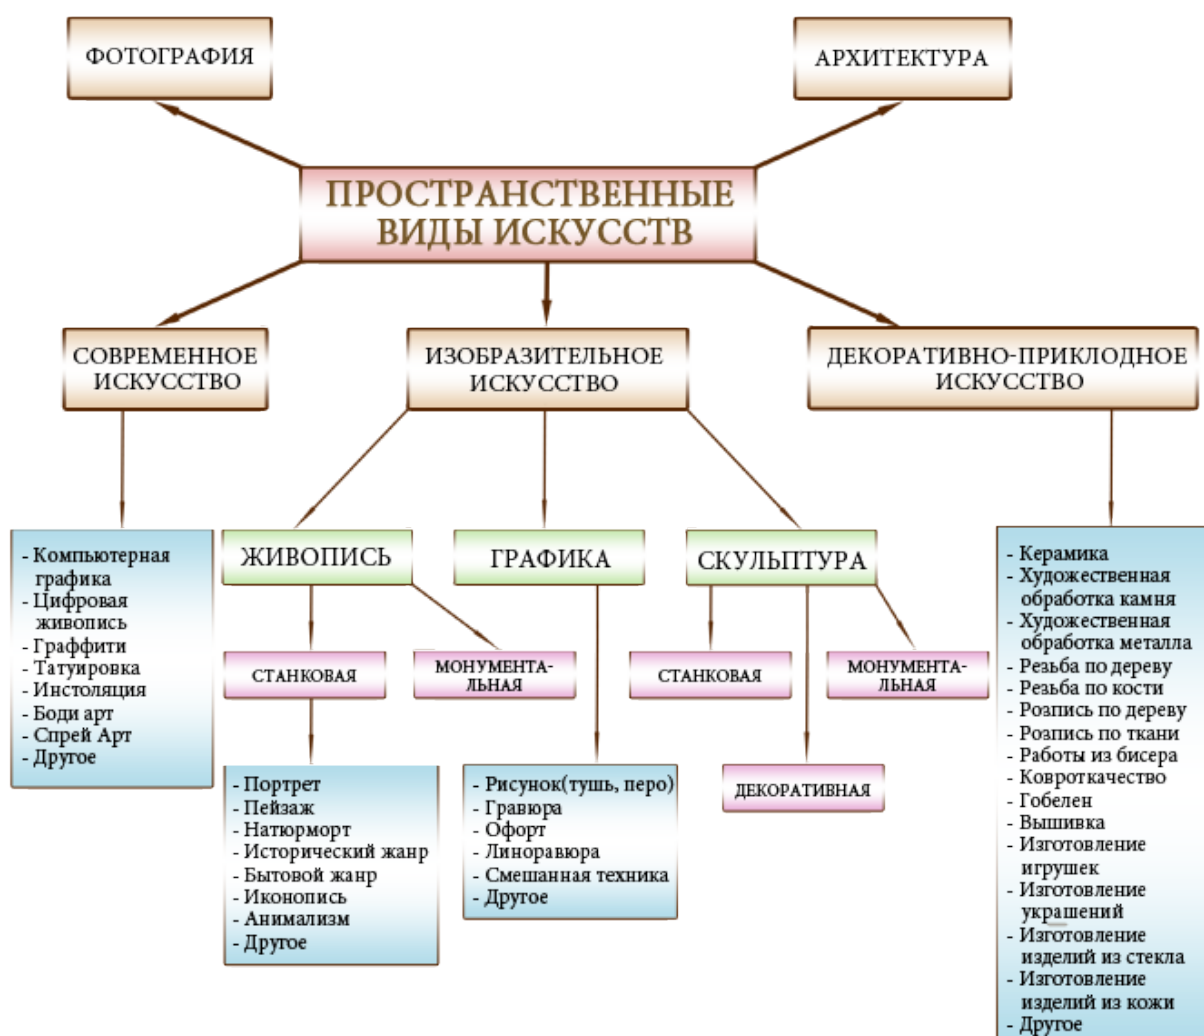 ФОТОГРАФИЯ
АРХИТЕКТУРА
ПРОСТРАНСТВЕННЫЕ
ВИДЫ ИСКУССТВ
СОВРЕМЕННОЕ
ИСКУССТВО
ИЗОБРАЗИТЕЛЬНОЕ
ИСКУССТВО
ДЕКОРАТИВНО-ПРИКЛОДНОЕ
ИСКУССТВО
- Компьютерная
графика
- Цифровая
живопись
- Граффити
- Татуировка
- Инстоляция
- Боди арт
- Спрей Арт
- Другое
ЖИВОПИСЬ
ГРАФИКА
СКУЛЬПТУРА
СТАНКОВАЯ
МОНУМЕНТА-
ЛЬНАЯ
СТАНКОВАЯ
МОНУМЕНТА-
ЛЬНАЯ
ДЕКОРАТИВНАЯ
- Портрет
- Пейзаж
- Натюрморт
- Исторический жанр
- Бытовой жанр
- Иконопись
- Анимализм
- Другое
- Рисунок(тушь, перо)
- Гравюра
- Офорт
- Линоравюра
- Смешанная техника
- Другое
- Керамика
- Художественная
обработка камня
- Художественная
обработка металла
- Резьба по дереву
- Резьба по кости
- Розпись по дереву
- Розпись по ткани
- Работы из бисера
- Ковроткачество
- Гобелен
- Вышивка
- Изготовление
игрушек
- Изготовление
украшений
- Изготовление
изделий из стекла
- Изготовление
изделий из кожи
- Другое